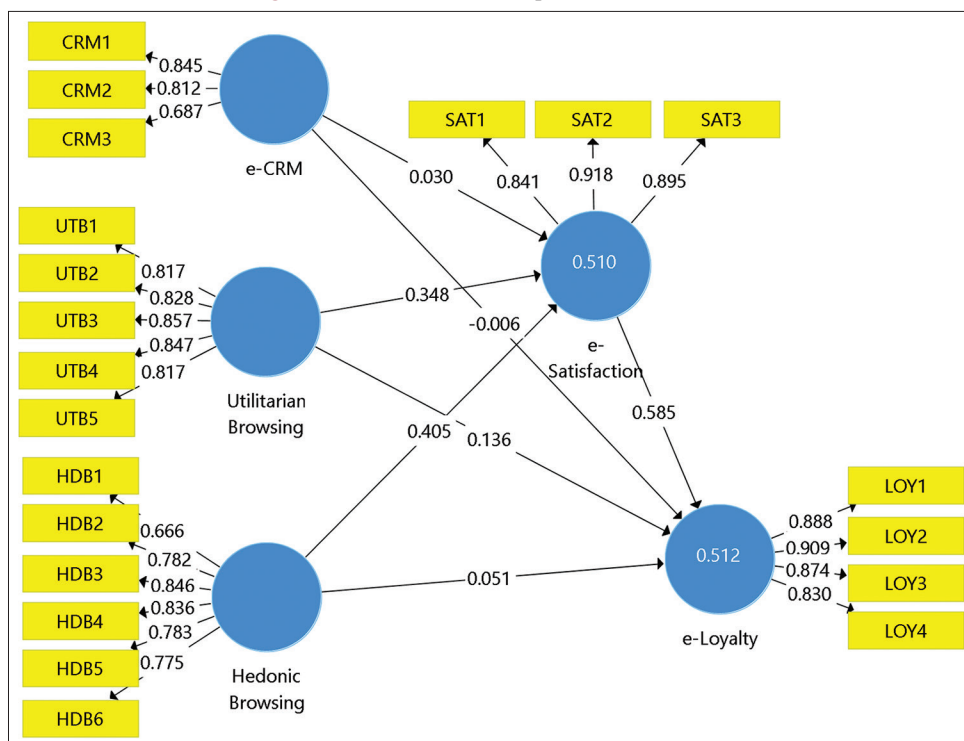 CRM1
CRM2
CRM3
0.845
0.812
0.687
e-CRM
SAT1
SAT2
SAT3
0.841
0.918
0.895
0.030
UTB1
UTB2
UTB3
UTB4
UTB5
0.817
0.828
0.857
0.847
0.817
Utilitarian
Browsing
0.348
-0.006
0.510
e-
Satisfaction
0.585
0.405
0.136
HDB1
HDB2
HDB3
HDB4
HDB5
HDB6
0.666
0.782
0.846
0.836
0.783
0.775
Hedonic
Browsing
0.051
0.512
e-Loyalty
0.888
0.909
0.874
0.830
LOY1
LOY2
LOY3
LOY4